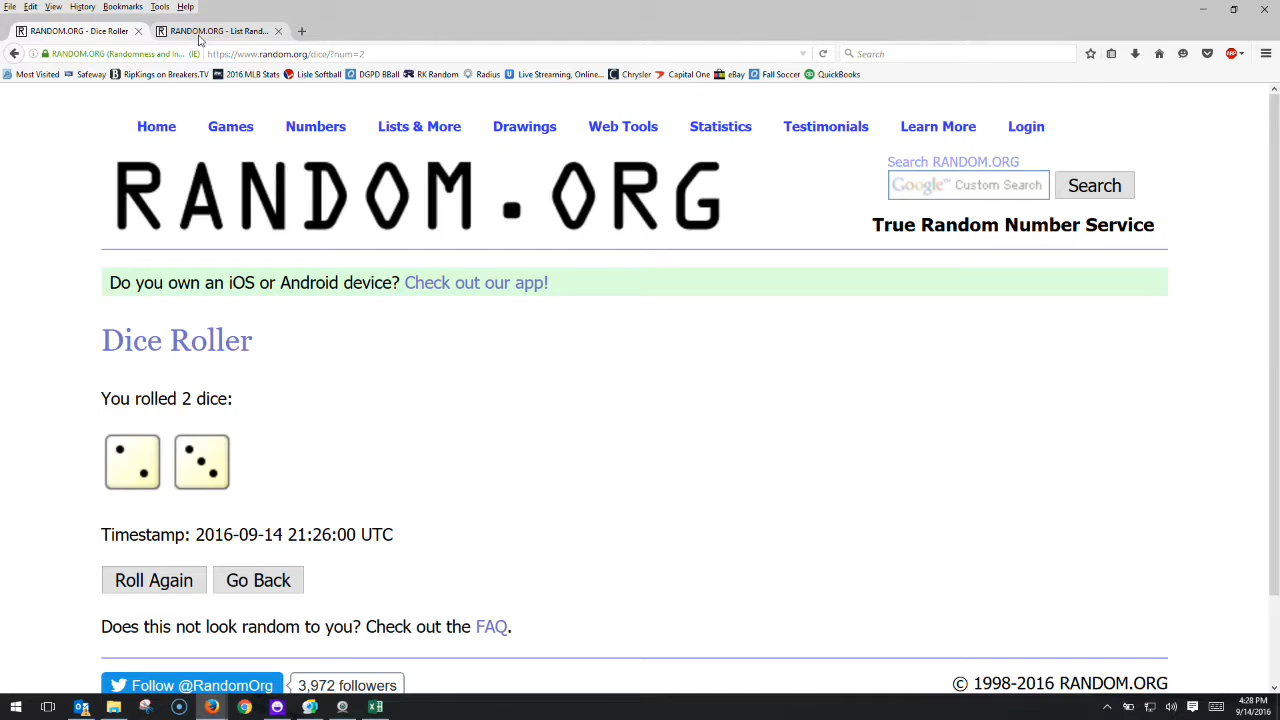 File Edit View History Bookmarks Tools Help
RANDOM.ORG - Dice Roller RANDOM.ORG - List Rand...
RANDOM.ORG (Randomness and In... (IE) https://www.random.org/dice/?num=2 Search
Most Visited Safeway RipKings on Breakers.TV 2016 MLB Stats Lisle Softball DGPD BBall RK Random Radius Live Streaming, Online... Chrysler Capital One eBay Fall Soccer QuickBooks
Home Games Numbers Lists & More Drawings Web Tools Statistics Testimonials Learn More Login
RANDOM.ORG
Search RANDOM.ORG
Google™ Custom Search Search
True Random Number Service
Do you own an iOS or Android device? Check out our app!
Dice Roller
You rolled 2 dice:
Timestamp: 2016-09-14 21:26:00 UTC
Roll Again Go Back
Does this not look random to you? Check out the FAQ.
Follow @RandomOrg 3,972 followers
© 1998-2016 RANDOM.ORG
4:28 PM
9/14/2016